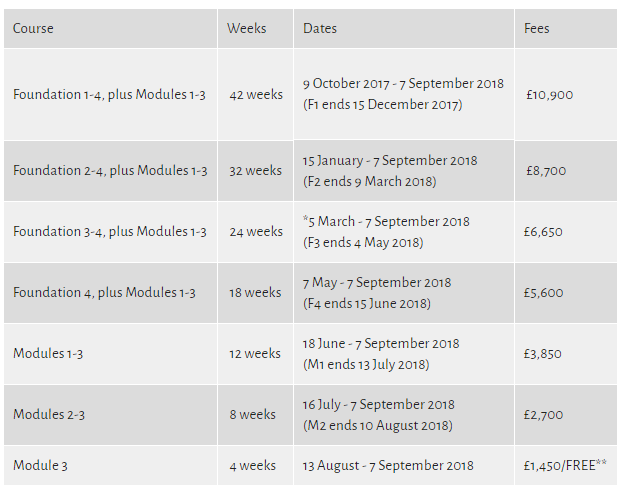 Course Weeks Dates Fees
Foundation 1-4, plus Modules 1-3 42 weeks 9 October 2017 - 7 September 2018 £10,900
(F1 ends 15 December 2017)
Foundation 2-4, plus Modules 1-3 32 weeks 15 January - 7 September 2018 £8,700
(F2 ends 9 March 2018)
Foundation 3-4, plus Modules 1-3 24 weeks *5 March - 7 September 2018 £6,650
(F3 ends 4 May 2018)
Foundation 4, plus Modules 1-3 18 weeks 7 May - 7 September 2018 £5,600
(F4 ends 15 June 2018)
Modules 1-3 12 weeks 18 June - 7 September 2018 £3,850
(M1 ends 13 July 2018)
Modules 2-3 8 weeks 16 July - 7 September 2018 £2,700
(M2 ends 10 August 2018)
Module 3 4 weeks 13 August - 7 September 2018 £1,450/FREE**